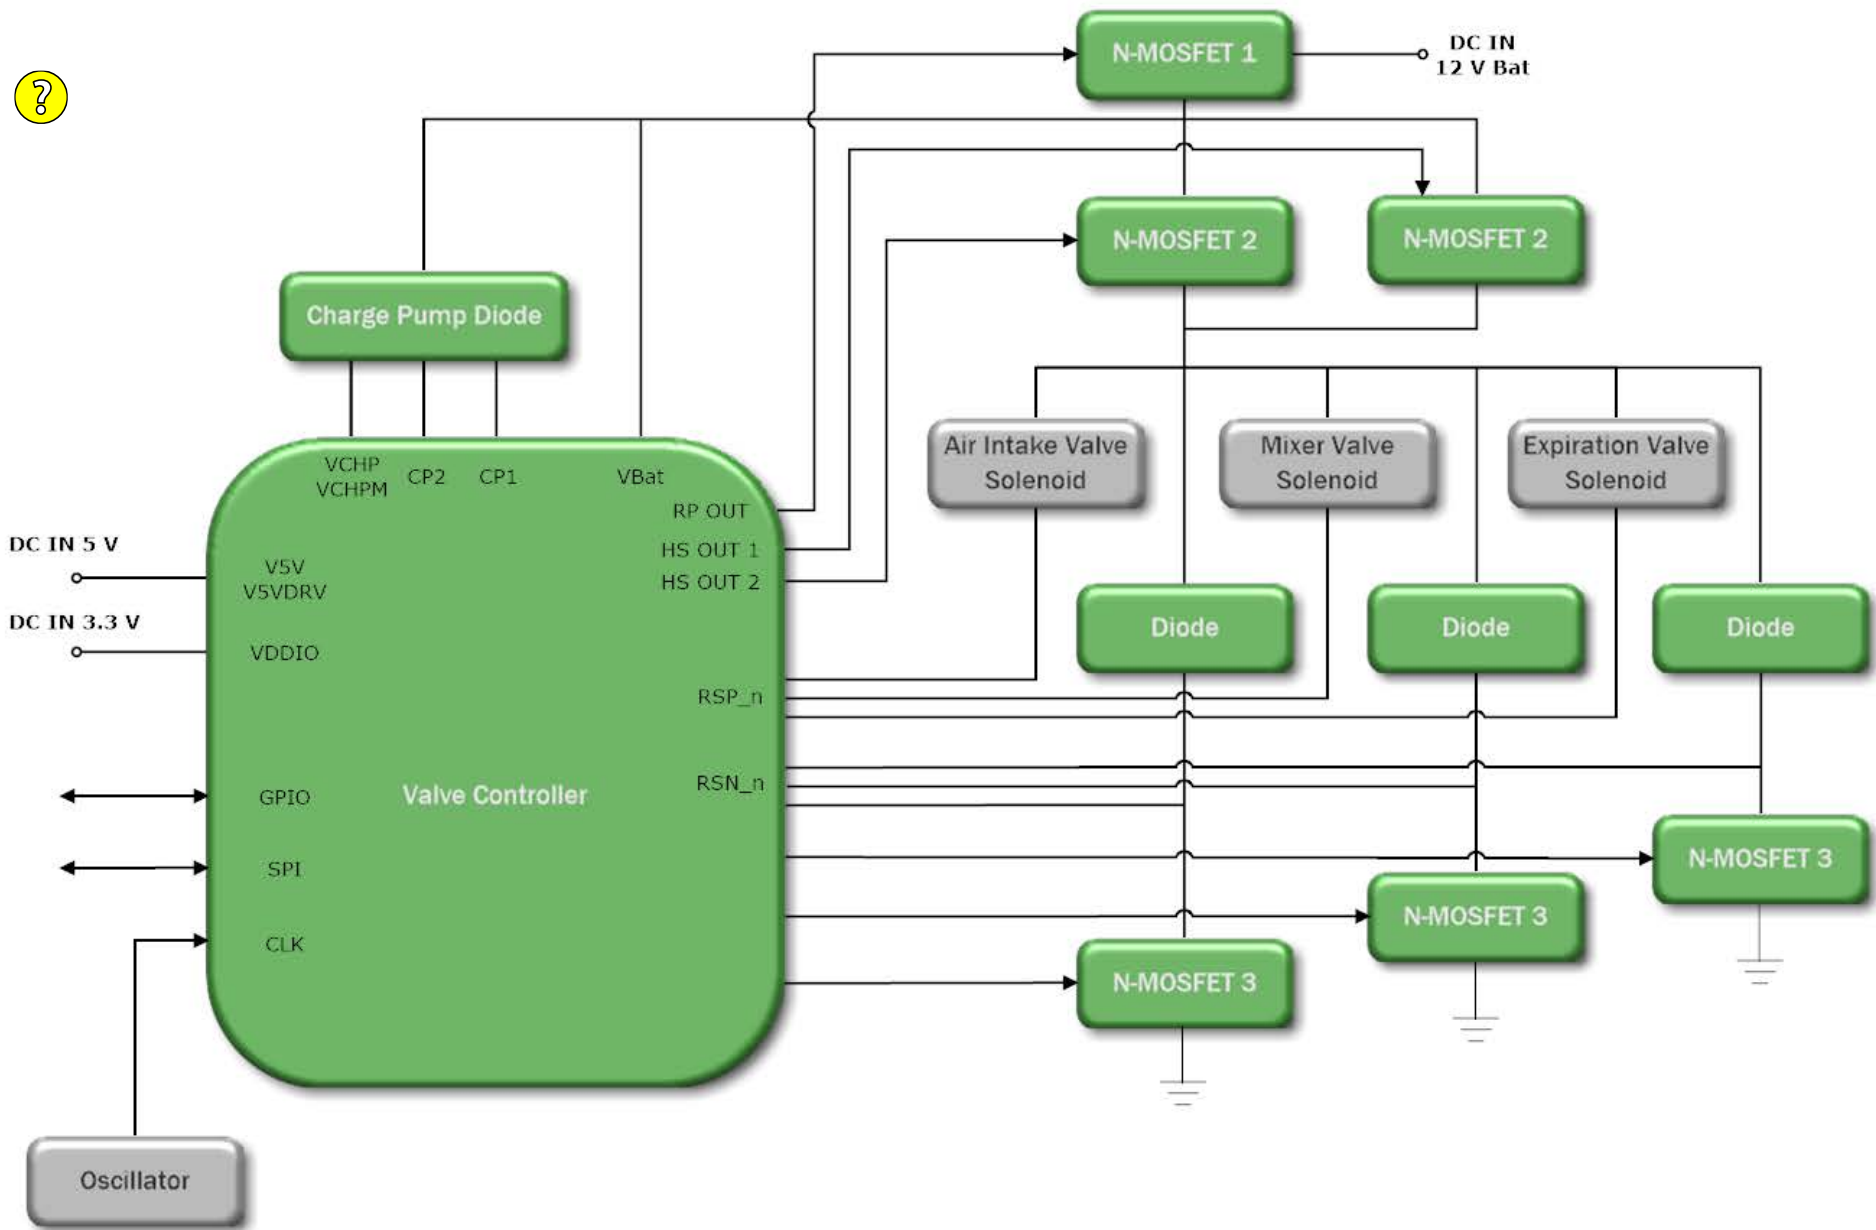 N-MOSFET 1
DC IN
12 V Bat
?
N-MOSFET 2
N-MOSFET 2
Charge Pump Diode
Air Intake Valve
Solenoid
Mixer Valve
Solenoid
Expiration Valve
Solenoid
VCHP
VCHPM
CP2
CP1
VBat
RP OUT
HS OUT 1
HS OUT 2
DC IN 5 V
V5V
V5VDRV
DC IN 3.3 V
VDDIO
Diode
Diode
Diode
RSP_n
RSN_n
GPIO
Valve Controller
SPI
CLK
N-MOSFET 3
N-MOSFET 3
N-MOSFET 3
Oscillator